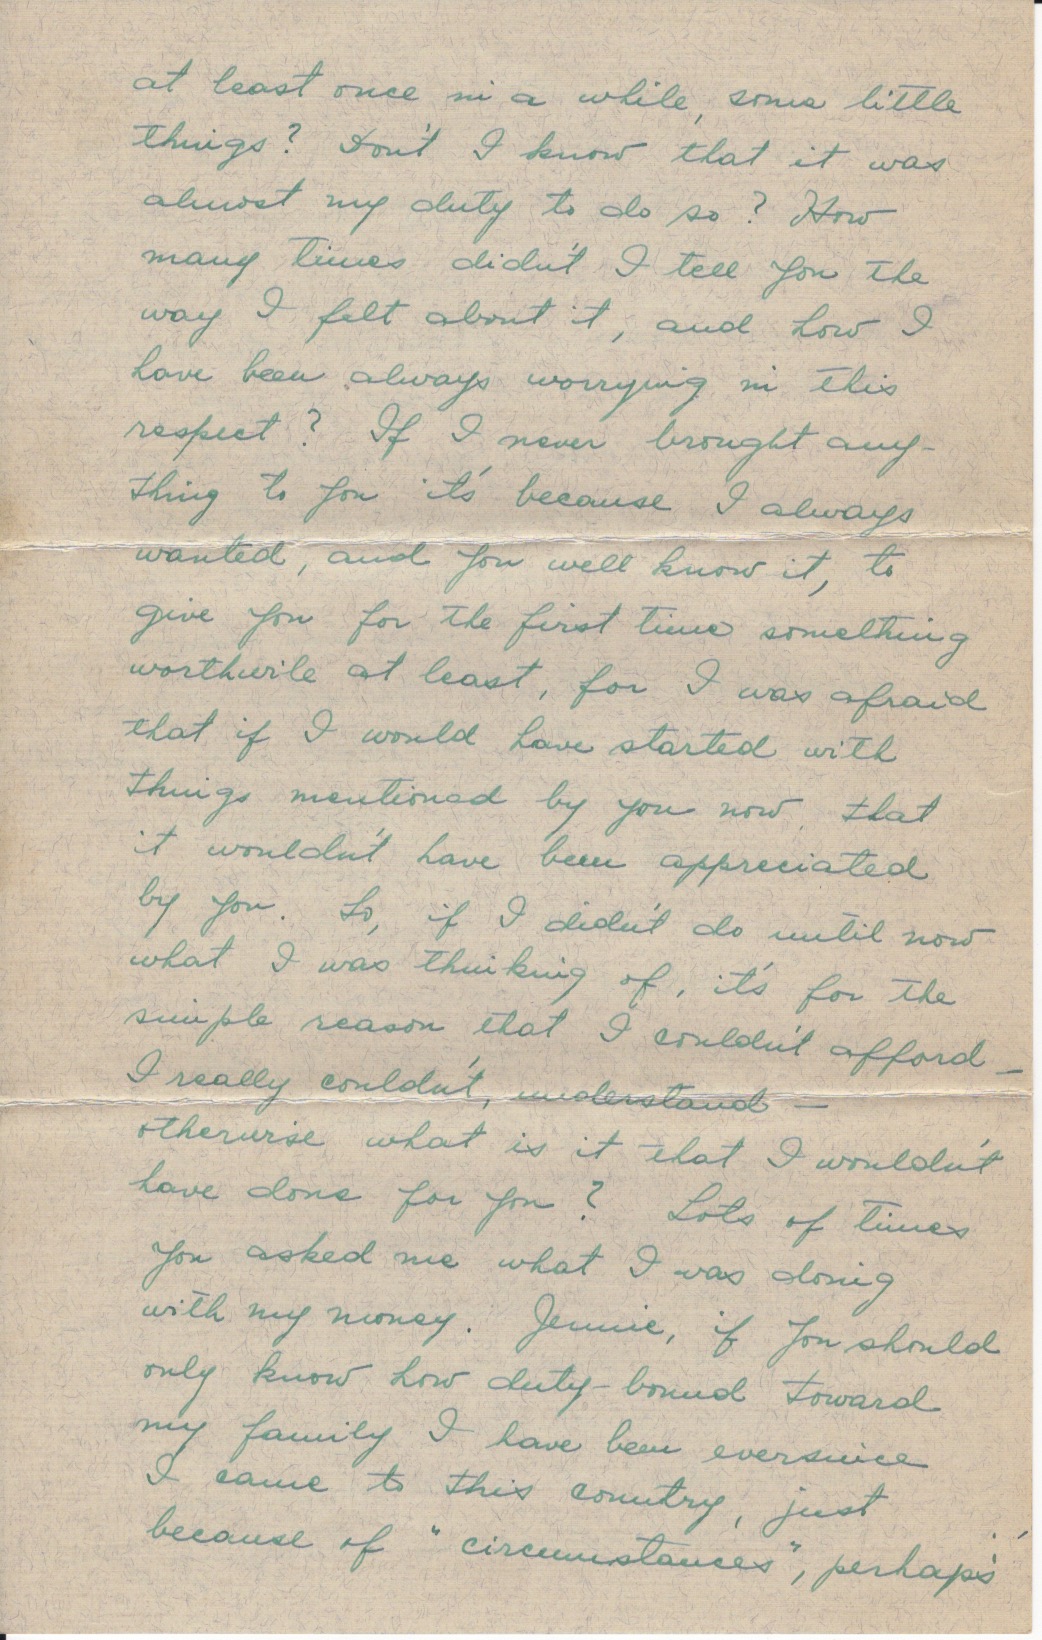 at least once in a while, some little
things? Don't I know that it was
almost my duty to do so? How
many times didn't I tell you the
way I felt about it, and how I
have been always worrying in this
respect? If I never brought any-
thing to you it's because I always
wanted, and you well know it, to
give you for the first time something
worthwile at least, for I was afraid
that if I would have started with
things mentioned by you now, that
it wouldn't have been appreciated
by you. So, if I didn't do until now
what I was thinking of, it's for the
simple reason that I couldn't afford —
I really couldn't, understand —
otherwise what is it that I wouldn't
have done for you? Lots of times
you asked me what I was doing
with my money. Jennie, if you should
only know how duty-bound toward
my family I have been eversince
I came to this country, just
because of "circumstances", perhaps